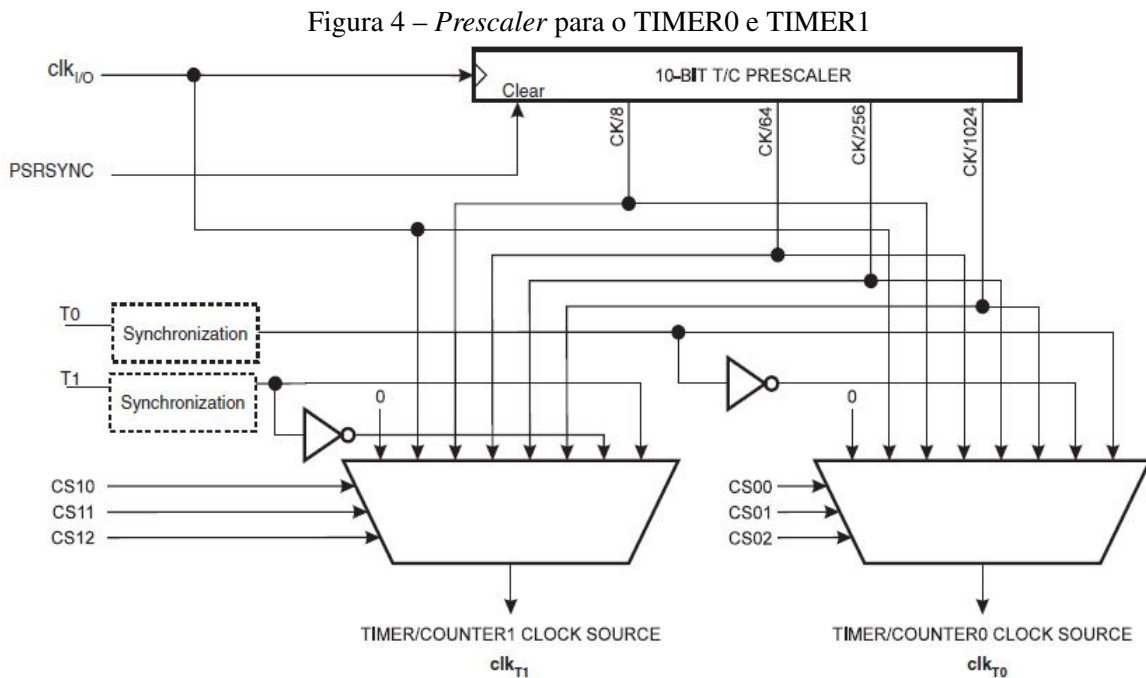 Figura 4 – Prescaler para o TIMER0 e TIMER1
clk I/O
10-BIT T/C PRESCALER
Clear
PSRSYNC
CK/8
CK/64
CK/256
CK/1024
T0
Synchronization
T1
Synchronization
0
0
CS10
CS11
CS12
CS00
CS01
CS02
TIMER/COUNTER1 CLOCK SOURCE
clkT1
TIMER/COUNTER0 CLOCK SOURCE
clkT0